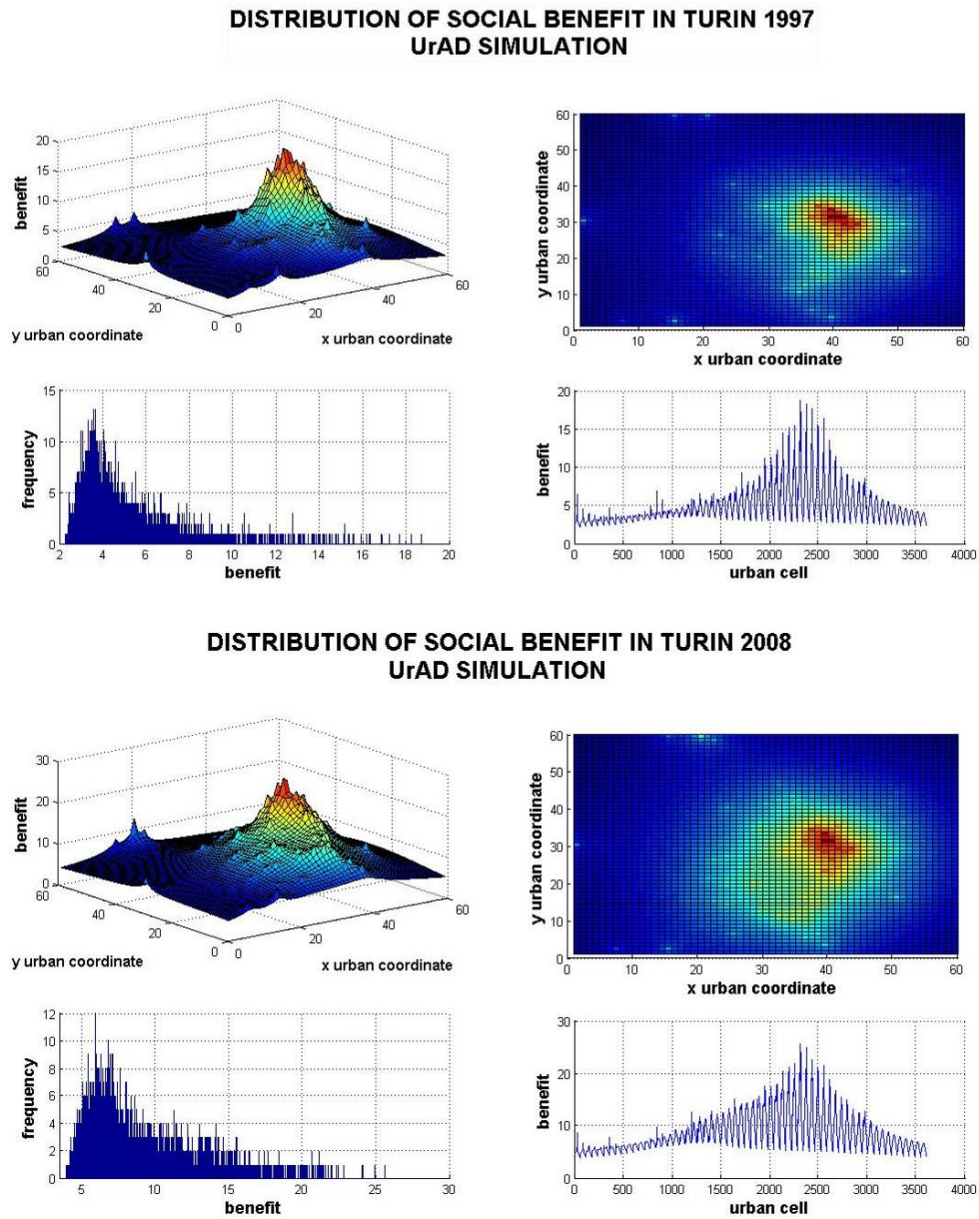 DISTRIBUTION OF SOCIAL BENEFIT IN TURIN 1997
UrAD SIMULATION
benefit
20
15
10
5
0
60
40
20
0
0
20
40
60
y urban coordinate
x urban coordinate
y urban coordinate
60
50
40
30
20
10
0
0 10 20 30 40 50 60
x urban coordinate
frequency
15
10
5
0
2 4 6 8 10 12 14 16 18 20
benefit
benefit
20
15
10
5
0
0 500 1000 1500 2000 2500 3000 3500 4000
urban cell
DISTRIBUTION OF SOCIAL BENEFIT IN TURIN 2008
UrAD SIMULATION
benefit
30
20
10
0
60
40
20
0
0
20
40
60
y urban coordinate
x urban coordinate
y urban coordinate
60
50
40
30
20
10
0
0 10 20 30 40 50 60
x urban coordinate
frequency
12
10
8
6
4
2
0
5 10 15 20 25 30
benefit
benefit
30
20
10
0
0 500 1000 1500 2000 2500 3000 3500 4000
urban cell